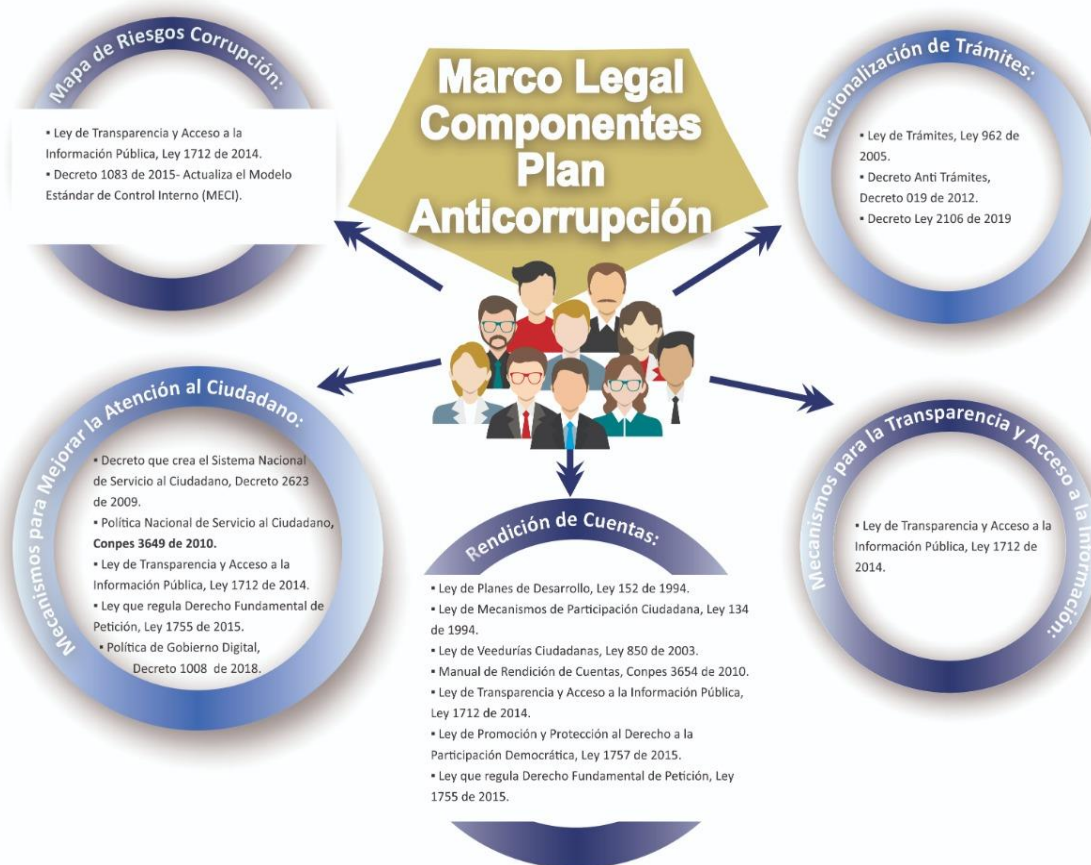 Marco Legal
Componentes
Plan
Anticorrupción
Mapa de Riesgos Corrupción:
▪ Ley de Transparencia y Acceso a la
Información Pública, Ley 1712 de 2014.
▪ Decreto 1083 de 2015- Actualiza el Modelo
Estándar de Control Interno (MECI).
Racionalización de Trámites:
▪ Ley de Trámites, Ley 962 de
2005.
▪ Decreto Anti Trámites,
Decreto 019 de 2012.
▪ Decreto Ley 2106 de 2019
Mecanismos para Mejorar la Atención al Ciudadano:
▪ Decreto que crea el Sistema Nacional
de Servicio al Ciudadano, Decreto 2623
de 2009.
▪ Política Nacional de Servicio al Ciudadano,
Conpes 3649 de 2010.
▪ Ley de Transparencia y Acceso a la
Información Pública, Ley 1712 de 2014.
▪ Ley que regula Derecho Fundamental de
Petición, Ley 1755 de 2015.
▪ Política de Gobierno Digital,
Decreto 1008 de 2018.
Rendición de Cuentas:
▪ Ley de Planes de Desarrollo, Ley 152 de 1994.
▪ Ley de Mecanismos de Participación Ciudadana, Ley 134
de 1994.
▪ Ley de Veedurías Ciudadanas, Ley 850 de 2003.
▪ Manual de Rendición de Cuentas, Conpes 3654 de 2010.
▪ Ley de Transparencia y Acceso a la Información Pública,
Ley 1712 de 2014.
▪ Ley de Promoción y Protección al Derecho a la
Participación Democrática, Ley 1757 de 2015.
▪ Ley que regula Derecho Fundamental de Petición, Ley
1755 de 2015.
Mecanismos para la Transparencia y Acceso a la Información:
▪ Ley de Transparencia y Acceso a la
Información Pública, Ley 1712 de
2014.